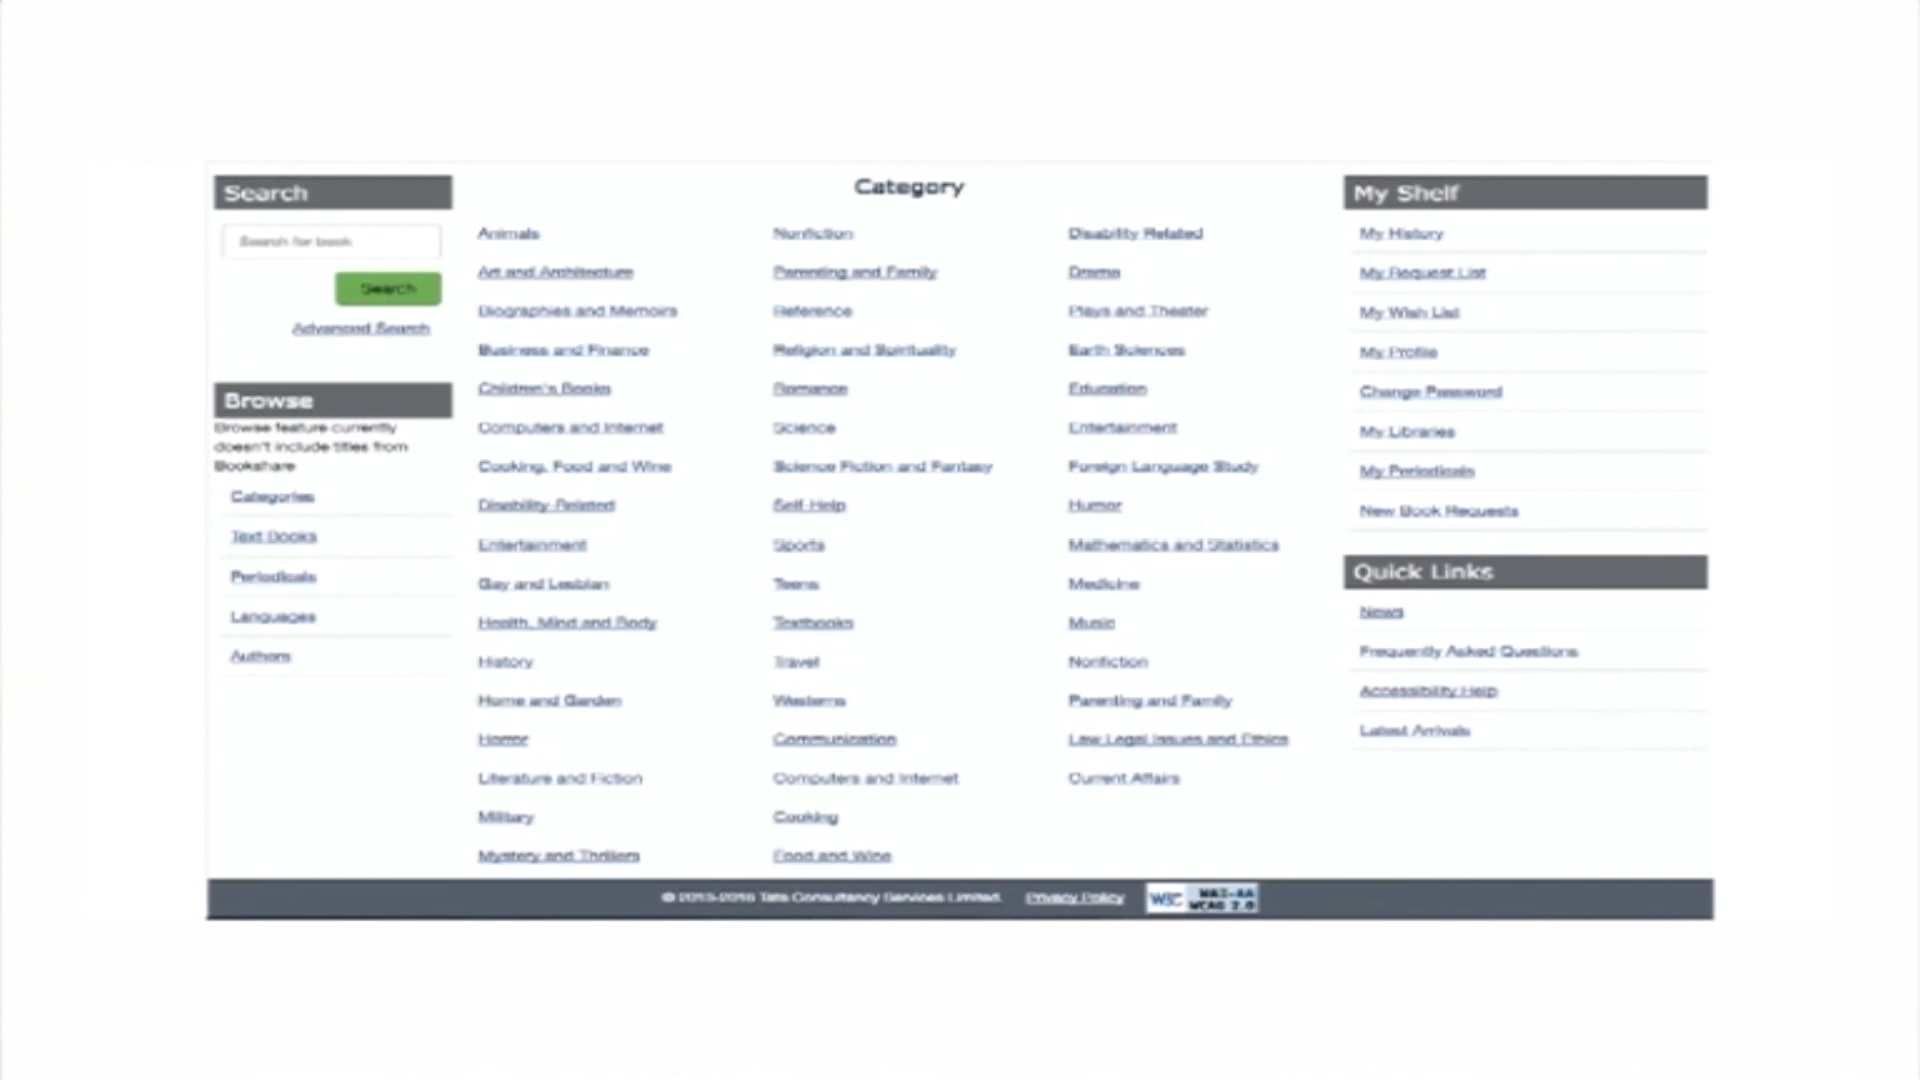 Search
Search for book
Search
Advanced Search
Browse
Browse feature currently
doesn't include titles from
Bookshare
Categories
Text Books
Periodicals
Languages
Authors
Category
Animals
Art and Architecture
Biographies and Memoirs
Business and Finance
Children's Books
Computers and Internet
Cooking, Food and Wine
Disability-Related
Entertainment
Gay and Lesbian
Health, Mind and Body
History
Home and Garden
Horror
Literature and Fiction
Military
Mystery and Thrillers
Nonfiction
Parenting and Family
Reference
Religion and Spirituality
Romance
Science
Science Fiction and Fantasy
Self-Help
Sports
Teens
Textbooks
Travel
Westerns
Communication
Computers and Internet
Cooking
Food and Wine
Disability Related
Drama
Plays and Theater
Earth Sciences
Education
Entertainment
Foreign Language Study
Humor
Mathematics and Statistics
Medicine
Music
Nonfiction
Parenting and Family
Law Legal Issues and Ethics
Current Affairs
My Shelf
My History
My Request List
My Wish List
My Profile
Change Password
My Libraries
My Periodicals
New Book Requests
Quick Links
News
Frequently Asked Questions
Accessibility Help
Latest Arrivals
© 2013-2016 Tata Consultancy Services Limited. Privacy Policy W3C WAI-AA
WCAG 2.0